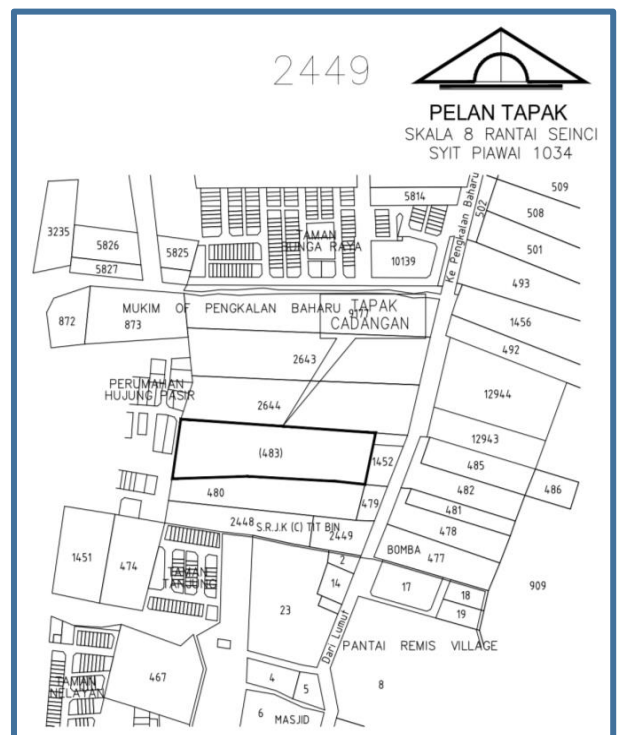 2449
PELAN TAPAK
SKALA 8 RANTAI SEINCI
SYIT PIAWAI 1034
3235
5826
5827
5825
TAMAN
BUNGA RAYA
5814
10139
Ke Pengkalan Baharu
502
509
508
501
493
1456
492
872
873
MUKIM OF PENGKALAN BAHARU
9177
TAPAK
CADANGAN
2643
2644
PERUMAHAN
HUJUNG PASIR
(483)
1452
12944
12943
485
482
486
481
478
477
480
479
2448
S.R.J.K (C) TIT BIN
2449
BOMBA
1451
474
TAMAN
TANJUNG
2
14
23
17
18
19
909
Dari Lumut
PANTAI REMIS VILLAGE
467
TAMAN
NELAYAN
4
5
8
6
MASJID